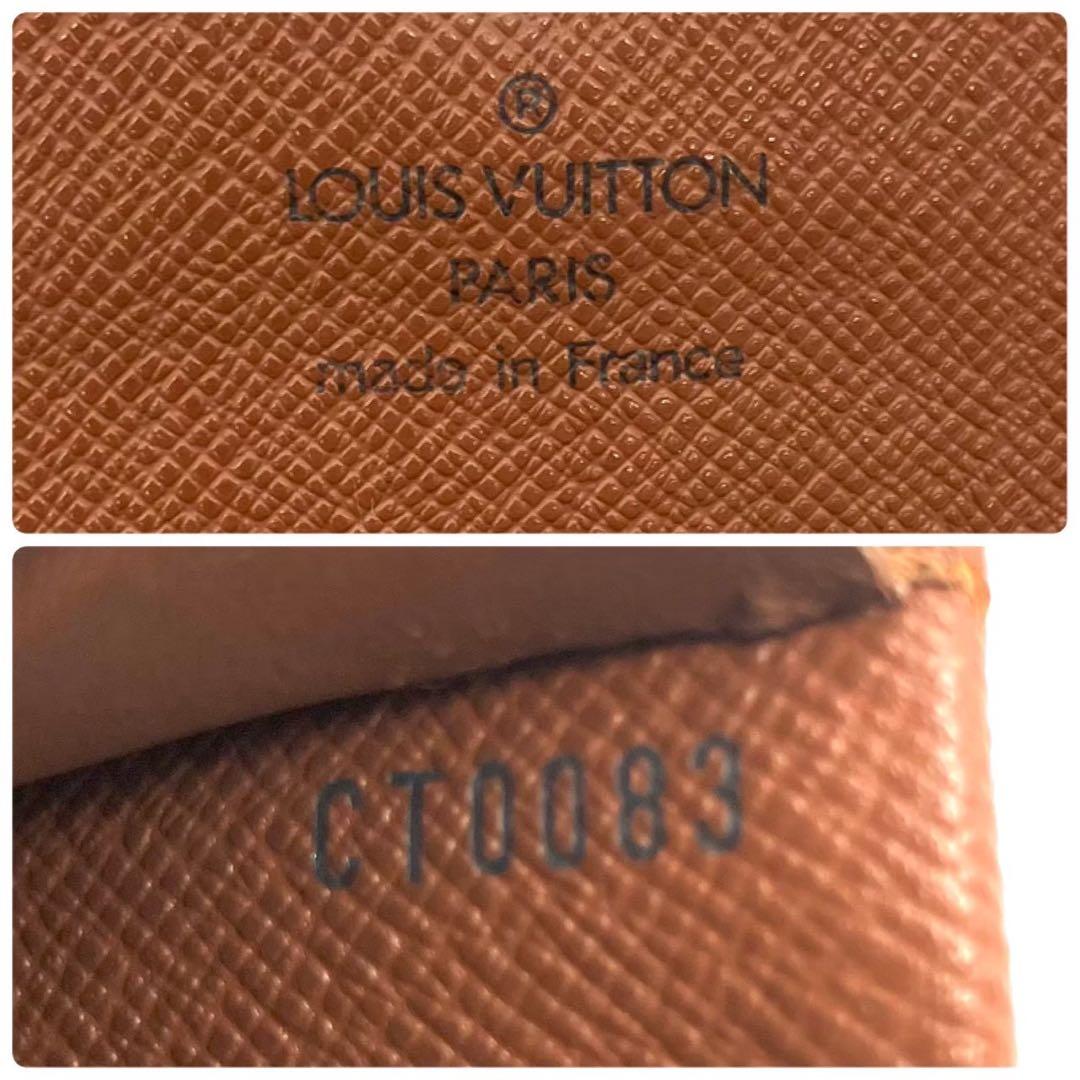 ®
LOUIS VUITTON
PARIS
made in France
CT0083